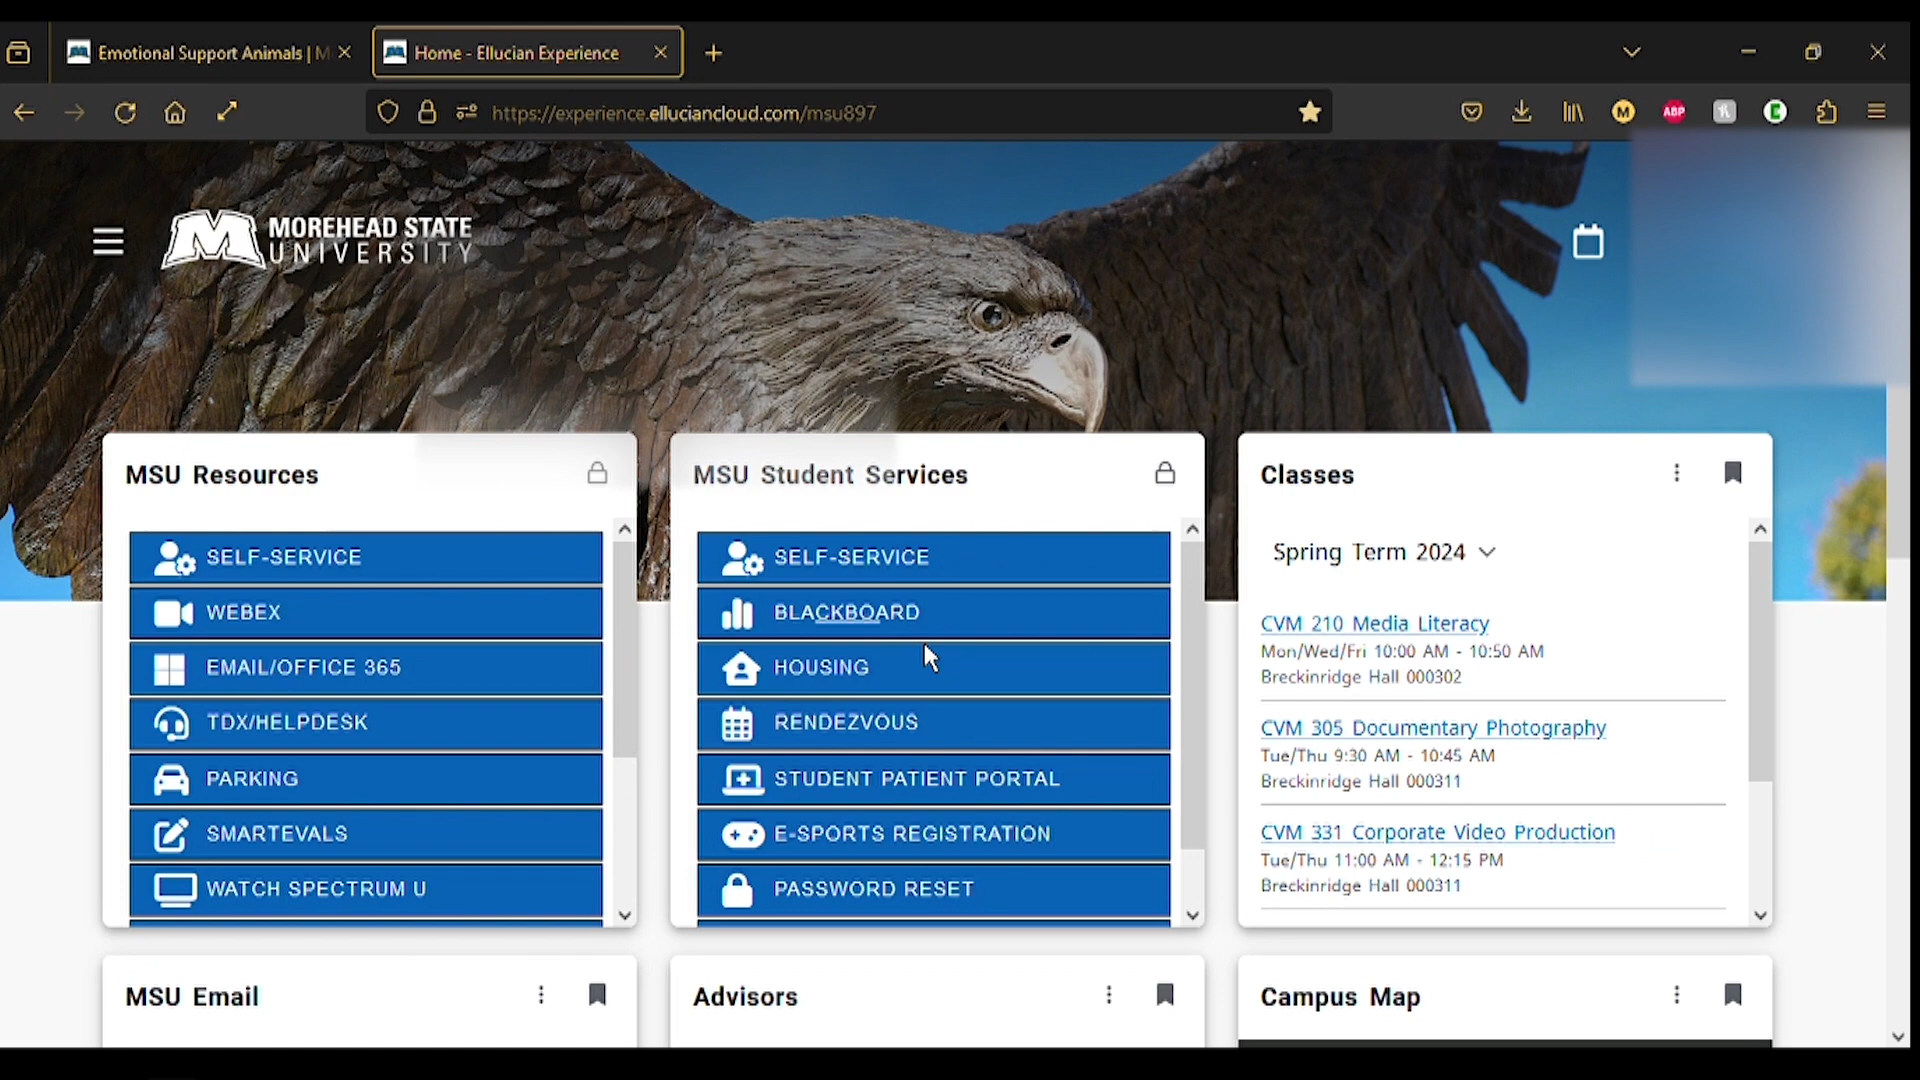 Emotional Support Animals | M
Home - Ellucian Experience
https://experience.elluciancloud.com/msu897
M
ABP
MOREHEAD STATE
UNIVERSITY
MSU Resources
SELF-SERVICE
WEBEX
EMAIL/OFFICE 365
TDX/HELPDESK
PARKING
SMARTEVALS
WATCH SPECTRUM U
MSU Student Services
SELF-SERVICE
BLACKBOARD
HOUSING
RENDEZVOUS
STUDENT PATIENT PORTAL
E-SPORTS REGISTRATION
PASSWORD RESET
Classes
Spring Term 2024
CVM 210 Media Literacy
Mon/Wed/Fri 10:00 AM - 10:50 AM
Breckinridge Hall 000302
CVM 305 Documentary Photography
Tue/Thu 9:30 AM - 10:45 AM
Breckinridge Hall 000311
CVM 331 Corporate Video Production
Tue/Thu 11:00 AM - 12:15 PM
Breckinridge Hall 000311
MSU Email
Advisors
Campus Map